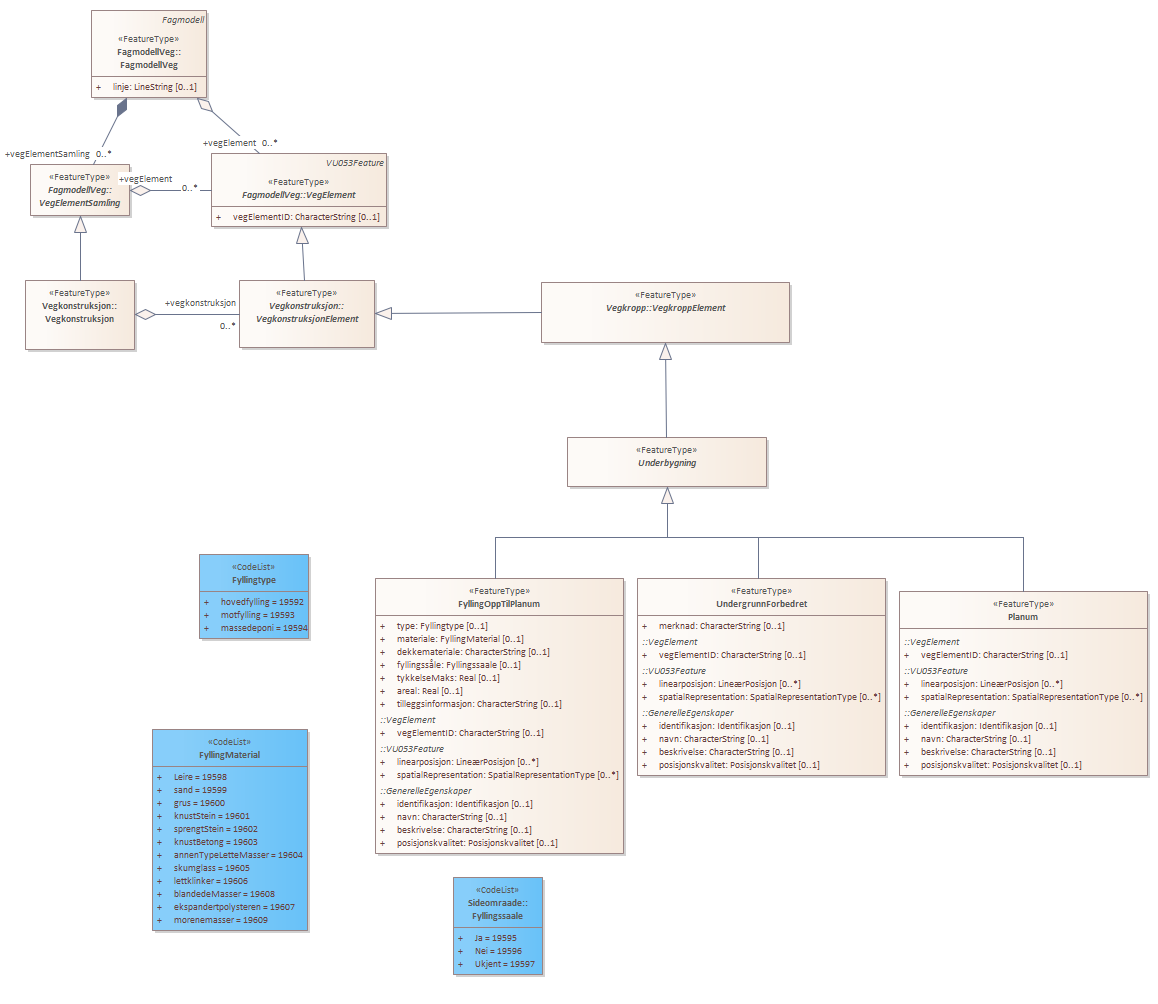 Fagmodell
«FeatureType»
FagmodellVeg::
FagmodellVeg
+ linje: LineString [0..1]
+vegElementSamling 0..*
+vegElement 0..*
«FeatureType»
FagmodellVeg::
VegElementSamling
+vegElement
0..*
VU053Feature
«FeatureType»
FagmodellVeg::VegElement
+ vegElementID: CharacterString [0..1]
«FeatureType»
Vegkonstruksjon::
Vegkonstruksjon
+vegkonstruksjon
0..*
«FeatureType»
Vegkonstruksjon::
VegkonstruksjonElement
«FeatureType»
Vegkropp::VegkroppElement
«FeatureType»
Underbygning
«CodeList»
Fyllingtype
+ hovedfylling = 19592
+ motfylling = 19593
+ massedeponi = 19594
«FeatureType»
FyllingOppTilPlanum
+ type: Fyllingtype [0..1]
+ materiale: FyllingMaterial [0..1]
+ dekkemateriale: CharacterString [0..1]
+ fyllingssåle: Fyllingssaale [0..1]
+ tykkelseMaks: Real [0..1]
+ areal: Real [0..1]
+ tilleggsinformasjon: CharacterString [0..1]
::VegElement
+ vegElementID: CharacterString [0..1]
::VU053Feature
+ linearposisjon: LineærPosisjon [0..*]
+ spatialRepresentation: SpatialRepresentationType [0..*]
::GenerelleEgenskaper
+ identifikasjon: Identifikasjon [0..1]
+ navn: CharacterString [0..1]
+ beskrivelse: CharacterString [0..1]
+ posisjonskvalitet: Posisjonskvalitet [0..1]
«FeatureType»
UndergrunnForbedret
+ merknad: CharacterString [0..1]
::VegElement
+ vegElementID: CharacterString [0..1]
::VU053Feature
+ linearposisjon: LineærPosisjon [0..*]
+ spatialRepresentation: SpatialRepresentationType [0..*]
::GenerelleEgenskaper
+ identifikasjon: Identifikasjon [0..1]
+ navn: CharacterString [0..1]
+ beskrivelse: CharacterString [0..1]
+ posisjonskvalitet: Posisjonskvalitet [0..1]
«FeatureType»
Planum
::VegElement
+ vegElementID: CharacterString [0..1]
::VU053Feature
+ linearposisjon: LineærPosisjon [0..*]
+ spatialRepresentation: SpatialRepresentationType [0..*]
::GenerelleEgenskaper
+ identifikasjon: Identifikasjon [0..1]
+ navn: CharacterString [0..1]
+ beskrivelse: CharacterString [0..1]
+ posisjonskvalitet: Posisjonskvalitet [0..1]
«CodeList»
FyllingMaterial
+ Leire = 19598
+ sand = 19599
+ grus = 19600
+ knustStein = 19601
+ sprengtStein = 19602
+ knustBetong = 19603
+ annenTypeLetteMasser = 19604
+ skumglass = 19605
+ lettklinker = 19606
+ blandedeMasser = 19608
+ ekspandertpolysteren = 19607
+ morenemasser = 19609
«CodeList»
Sideomraade::
Fyllingssaale
+ Ja = 19595
+ Nei = 19596
+ Ukjent = 19597